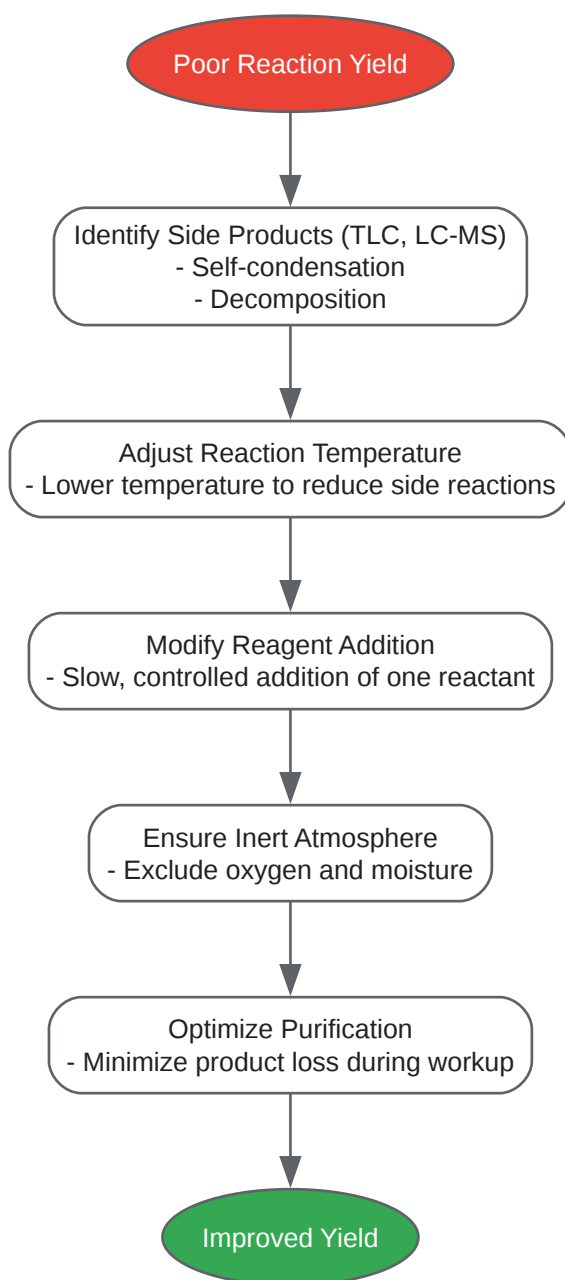 Poor Reaction Yield
Identify Side Products (TLC, LC-MS)
- Self-condensation
- Decomposition
Adjust Reaction Temperature
- Lower temperature to reduce side reactions
Modify Reagent Addition
- Slow, controlled addition of one reactant
Ensure Inert Atmosphere
- Exclude oxygen and moisture
Optimize Purification
- Minimize product loss during workup
Improved Yield